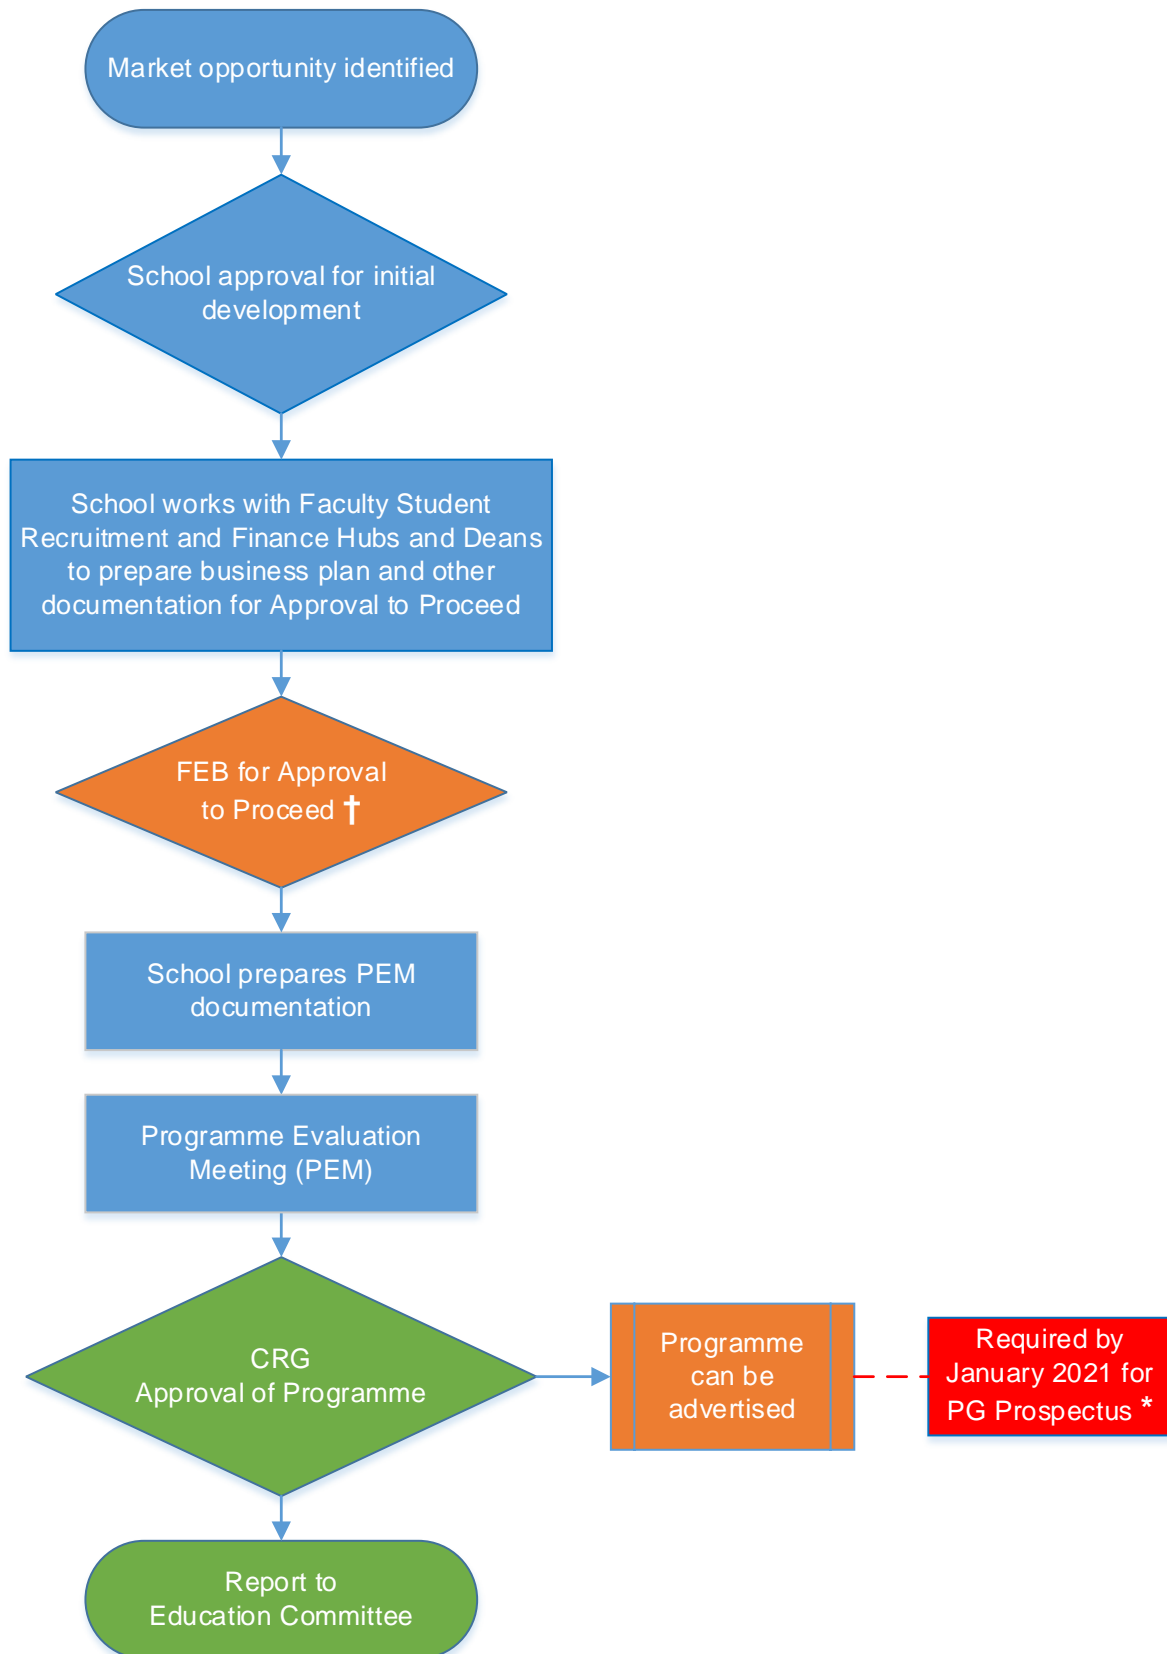 Market opportunity identified
School approval for initial
development
School works with Faculty Student
Recruitment and Finance Hubs and Deans
to prepare business plan and other
documentation for Approval to Proceed
FEB for Approval
to Proceed †
School prepares PEM
documentation
Programme Evaluation
Meeting (PEM)
CRG
Approval of Programme
Programme
can be
advertised
Required by
January 2021 for
PG Prospectus *
Report to
Education Committee